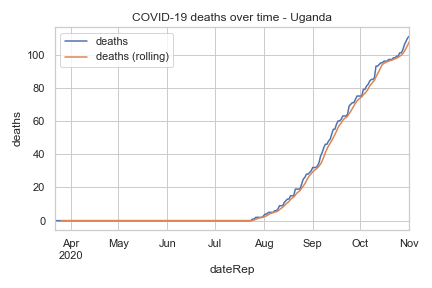 COVID-19 deaths over time - Uganda
deaths
deaths (rolling)
100
80
60
40
20
0
deaths
Apr May Jun Jul Aug Sep Oct Nov
2020
dateRep